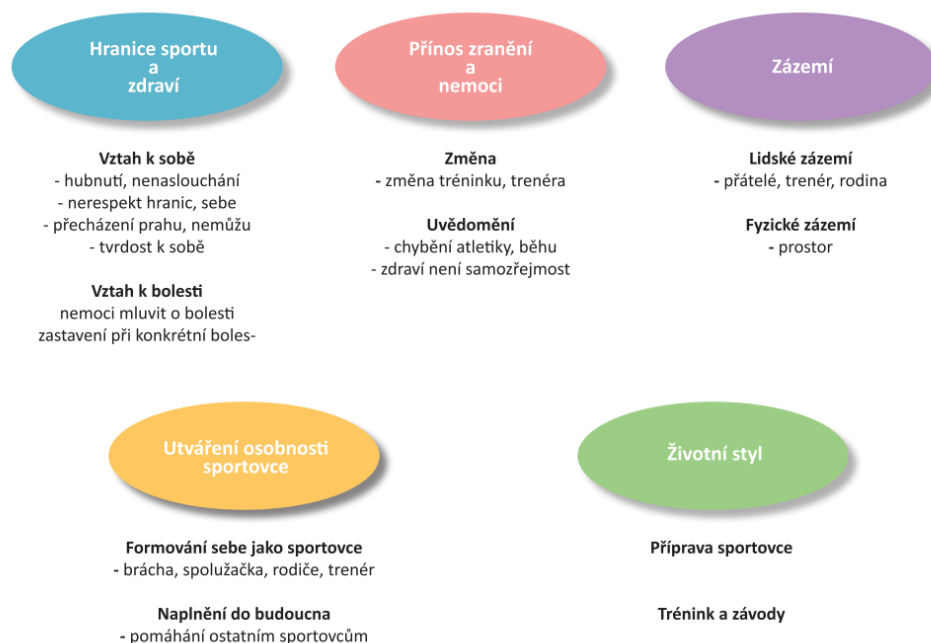 Hranice sportu
a
zdraví
Přínos zranění
a
nemoci
Zázemí
Vztah k sobě
- hubnutí, nenaslouchání
- nerespekt hranic, sebe
- přecházení prahu, nemůžu
- tvrdost k sobě
Vztah k bolesti
nemoci mluvit o bolesti
zastavení při konkrétní boles-
Změna
- změna tréninku, trenéra
Uvědomění
- chybění atletiky, běhu
- zdraví není samozřejmost
Lidské zázemí
- přátelé, trenér, rodina
Fyzické zázemí
- prostor
Utváření osobnosti
sportovce
Životní styl
Formování sebe jako sportovce
- brácha, spolužačka, rodiče, trenér
Naplnění do budoucna
- pomáhání ostatním sportovcům
Příprava sportovce
Trénink a závody